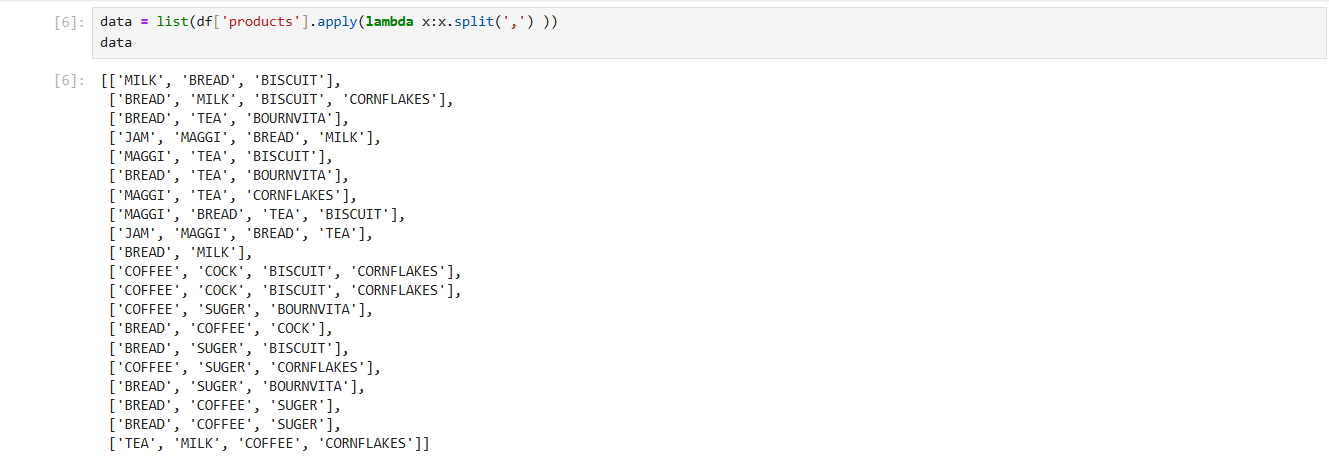 [6]: data = list(df['products'].apply(lambda x:x.split(',') ))
data
[6]: [['MILK', 'BREAD', 'BISCUIT'],
['BREAD', 'MILK', 'BISCUIT', 'CORNFLAKES'],
['BREAD', 'TEA', 'BOURNVITA'],
['JAM', 'MAGGI', 'BREAD', 'MILK'],
['MAGGI', 'TEA', 'BISCUIT'],
['BREAD', 'TEA', 'BOURNVITA'],
['MAGGI', 'TEA', 'CORNFLAKES'],
['MAGGI', 'BREAD', 'TEA', 'BISCUIT'],
['JAM', 'MAGGI', 'BREAD', 'TEA'],
['BREAD', 'MILK'],
['COFFEE', 'COCK', 'BISCUIT', 'CORNFLAKES'],
['COFFEE', 'COCK', 'BISCUIT', 'CORNFLAKES'],
['COFFEE', 'SUGER', 'BOURNVITA'],
['BREAD', 'COFFEE', 'COCK'],
['BREAD', 'SUGER', 'BISCUIT'],
['COFFEE', 'SUGER', 'CORNFLAKES'],
['BREAD', 'SUGER', 'BOURNVITA'],
['BREAD', 'COFFEE', 'SUGER'],
['BREAD', 'COFFEE', 'SUGER'],
['TEA', 'MILK', 'COFFEE', 'CORNFLAKES']]